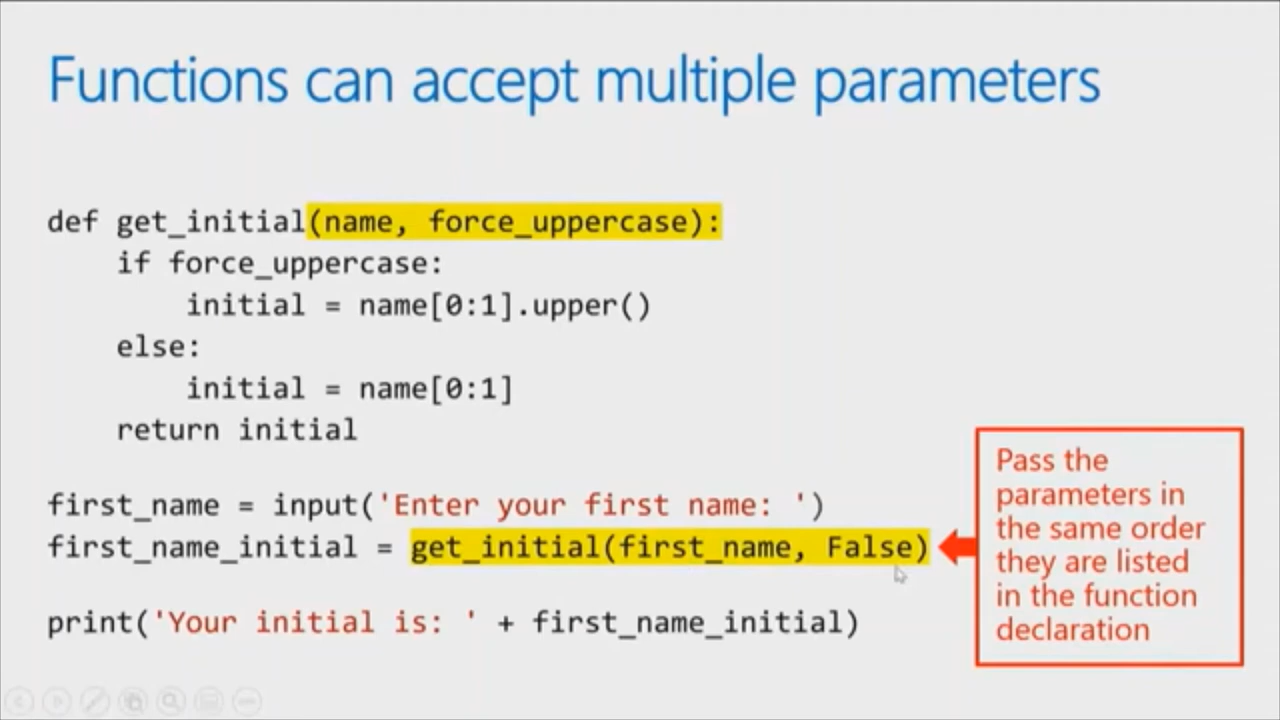 Functions can accept multiple parameters
def get_initial(name, force_uppercase):
    if force_uppercase:
        initial = name[0:1].upper()
    else:
        initial = name[0:1]
    return initial
first_name = input('Enter your first name: ')
first_name_initial = get_initial(first_name, False)
print('Your initial is: ' + first_name_initial)
Pass the
parameters in
the same order
they are listed
in the function
declaration